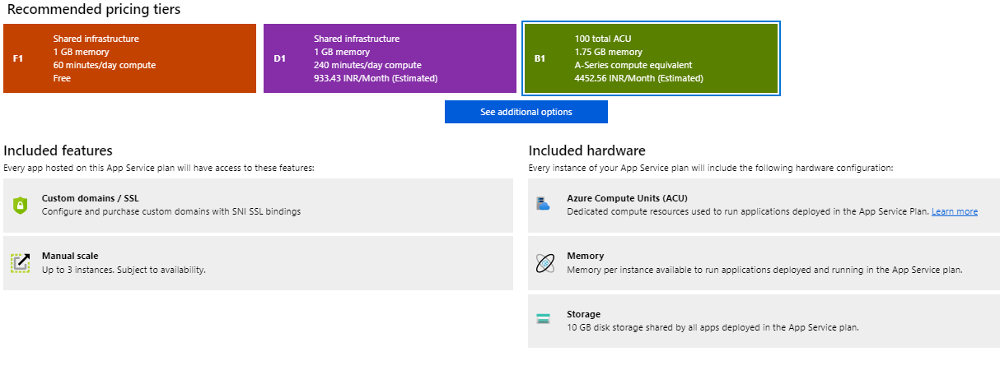 Recommended pricing tiers
F1
Shared infrastructure
1 GB memory
60 minutes/day compute
Free
D1
Shared infrastructure
1 GB memory
240 minutes/day compute
933.43 INR/Month (Estimated)
B1
100 total ACU
1.75 GB memory
A-Series compute equivalent
4452.56 INR/Month (Estimated)
See additional options
Included features
Every app hosted on this App Service plan will have access to these features:
Custom domains / SSL
Configure and purchase custom domains with SNI SSL bindings
Manual scale
Up to 3 instances. Subject to availability.
Included hardware
Every instance of your App Service plan will include the following hardware configuration:
Azure Compute Units (ACU)
Dedicated compute resources used to run applications deployed in the App Service Plan. Learn more
Memory
Memory per instance available to run applications deployed and running in the App Service plan.
Storage
10 GB disk storage shared by all apps deployed in the App Service plan.